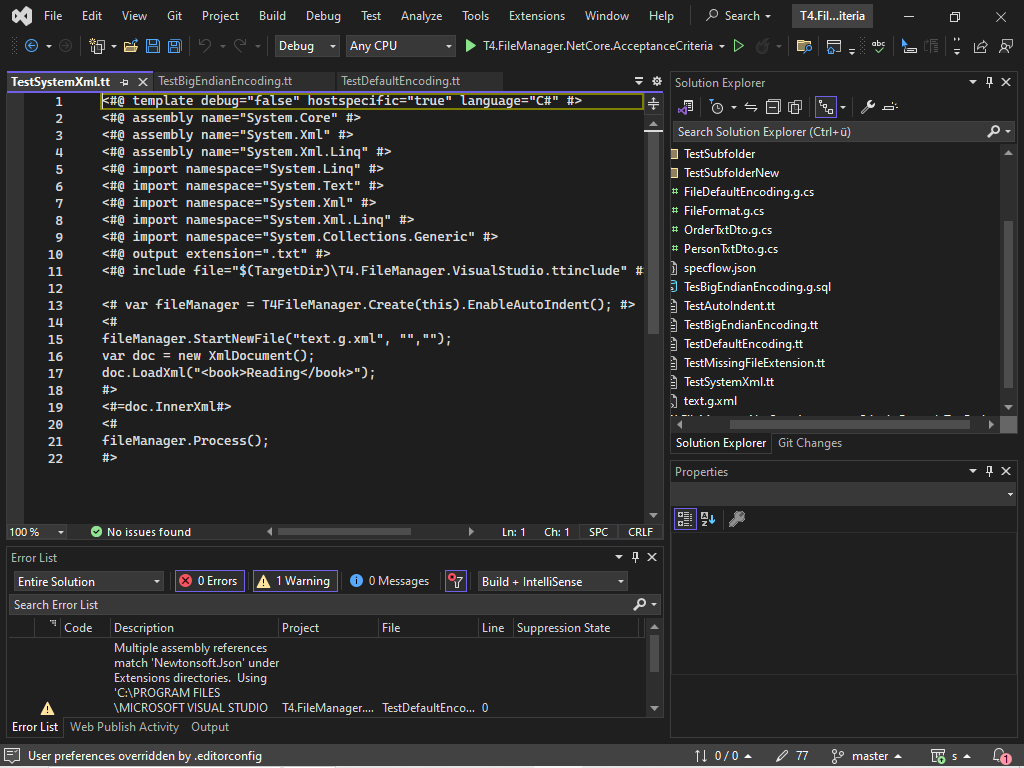 File Edit View Git Project Build Debug Test Analyze Tools Extensions Window Help Search T4.Fil...iteria
Debug Any CPU T4.FileManager.NetCore.AcceptanceCriteria
TestSystemXml.tt TestBigEndianEncoding.tt TestDefaultEncoding.tt
1 <#@ template debug="false" hostspecific="true" language="C#" #>
2 <#@ assembly name="System.Core" #>
3 <#@ assembly name="System.Xml" #>
4 <#@ assembly name="System.Xml.Linq" #>
5 <#@ import namespace="System.Linq" #>
6 <#@ import namespace="System.Text" #>
7 <#@ import namespace="System.Xml" #>
8 <#@ import namespace="System.Xml.Linq" #>
9 <#@ import namespace="System.Collections.Generic" #>
10 <#@ output extension=".txt" #>
11 <#@ include file="$(TargetDir)\T4.FileManager.VisualStudio.ttinclude" #
12
13 <# var fileManager = T4FileManager.Create(this).EnableAutoIndent(); #>
14 <#
15 fileManager.StartNewFile("text.g.xml", "","");
16 var doc = new XmlDocument();
17 doc.LoadXml("<book>Reading</book>");
18 #>
19 <#=doc.InnerXml#>
20 <#
21 fileManager.Process();
22 #>
100 % No issues found Ln: 1 Ch: 1 SPC CRLF
Error List
Entire Solution 0 Errors 1 Warning 0 Messages Build + IntelliSense
Search Error List
Code Description Project File Line Suppression State
Multiple assembly references
match 'Newtonsoft.Json' under
Extensions directories. Using
'C:\PROGRAM FILES
\MICROSOFT VISUAL STUDIO T4.FileManager.... TestDefaultEnco... 0
Error List Web Publish Activity Output
Solution Explorer
Search Solution Explorer (Ctrl+ü)
TestSubfolder
TestSubfolderNew
FileDefaultEncoding.g.cs
FileFormat.g.cs
OrderTxtDto.g.cs
PersonTxtDto.g.cs
specflow.json
TesBigEndianEncoding.g.sql
TestAutoIndent.tt
TestBigEndianEncoding.tt
TestDefaultEncoding.tt
TestMissingFileExtension.tt
TestSystemXml.tt
text.g.xml
Solution Explorer Git Changes
Properties
User preferences overridden by .editorconfig 0 / 0 77 master s 1